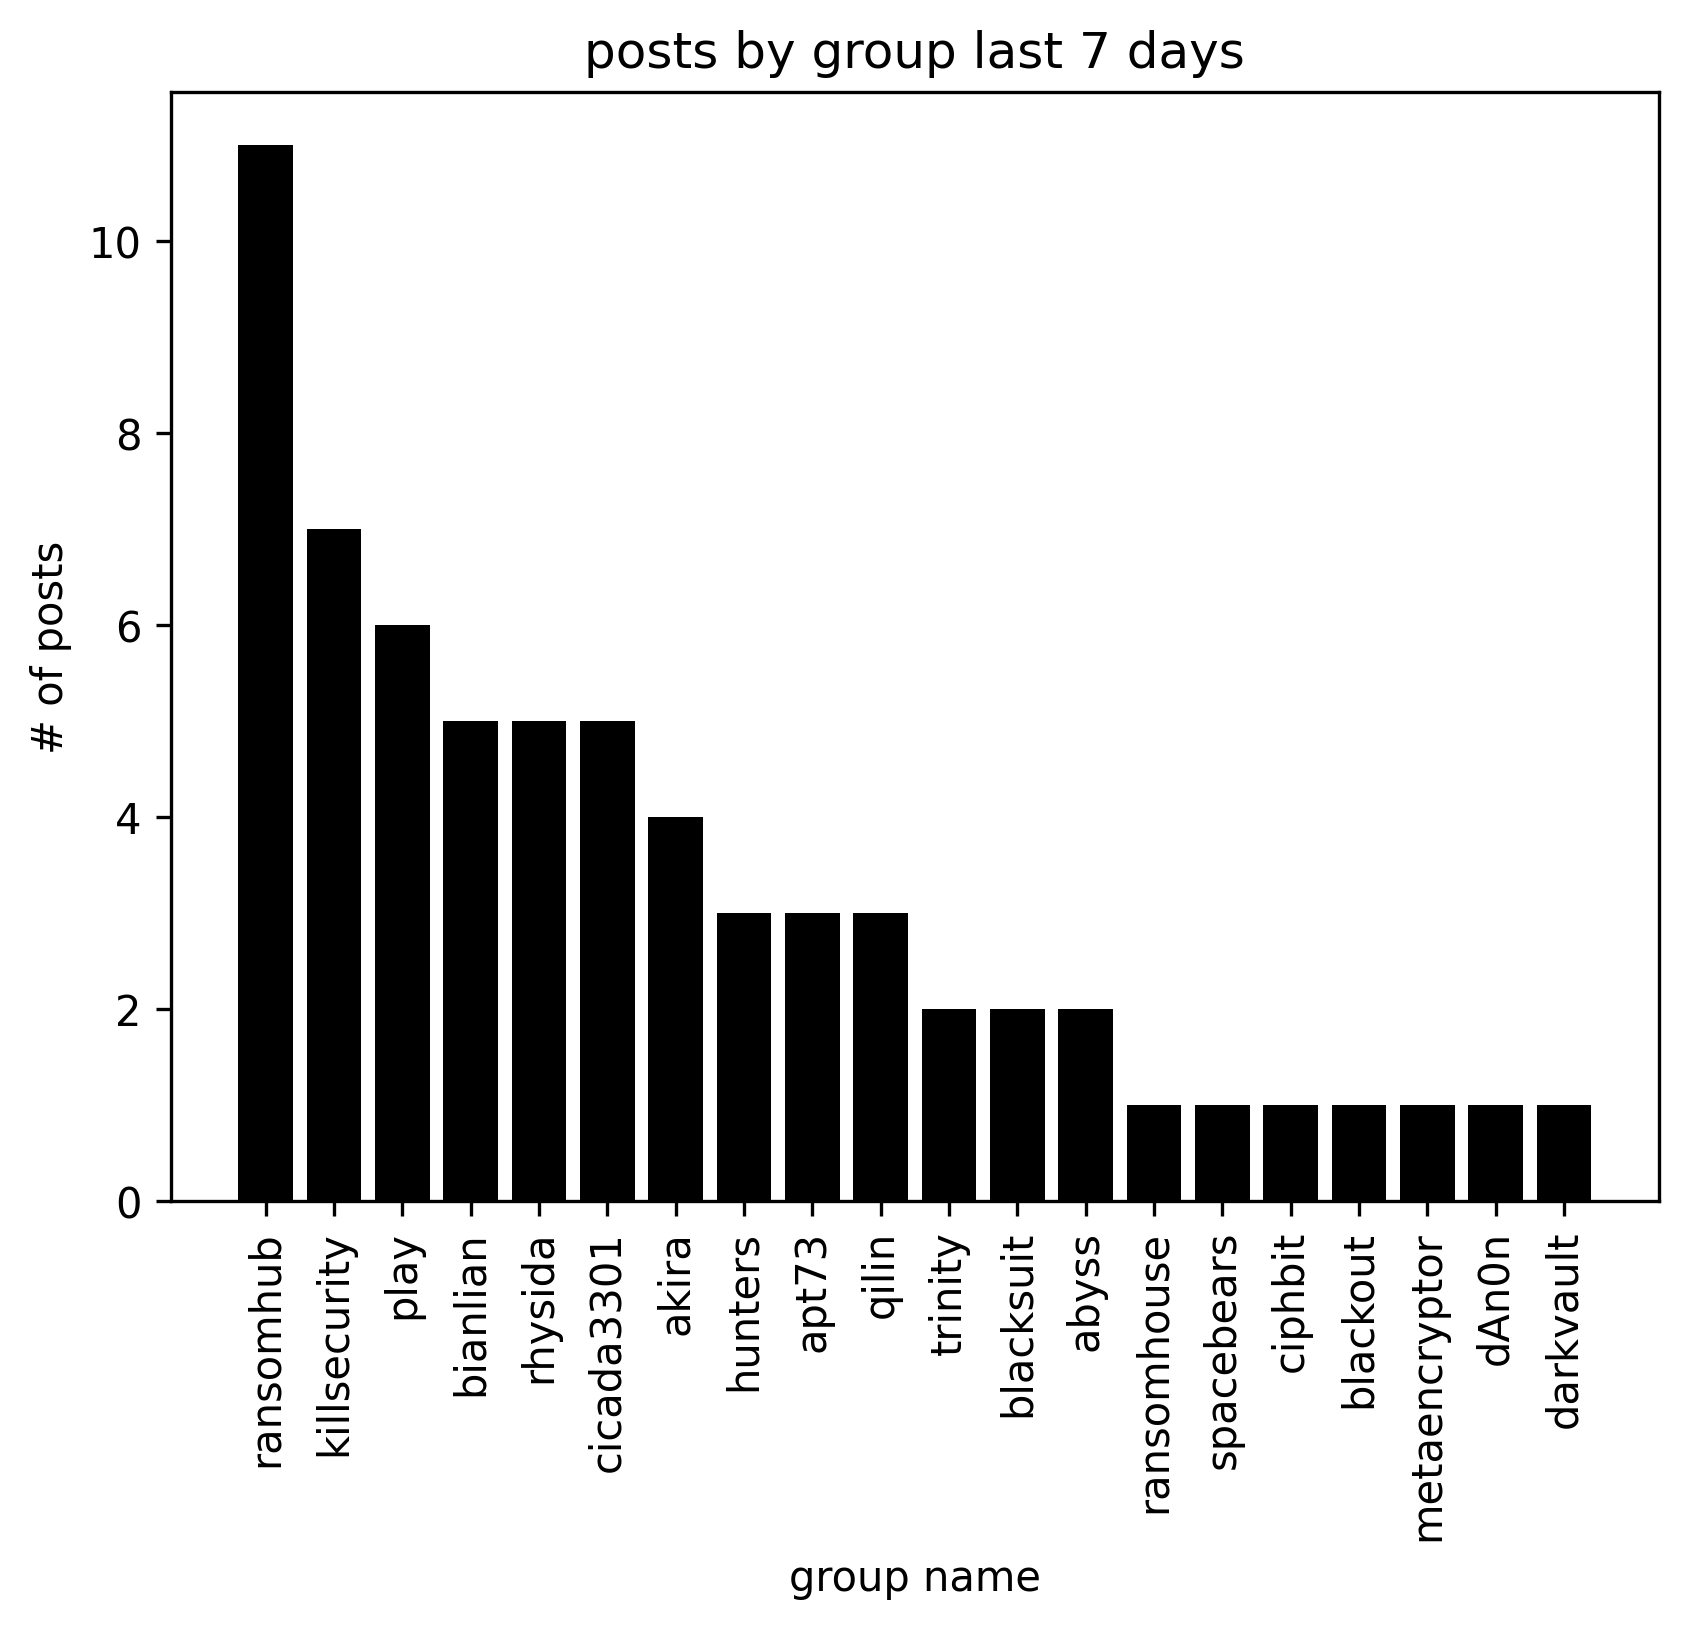 posts by group last 7 days
# of posts
10
8
6
4
2
0
ransomhub
killsecurity
play
bianlian
rhysida
cicada3301
akira
hunters
apt73
qilin
trinity
blacksuit
abyss
ransomhouse
spacebears
ciphbit
blackout
metaencryptor
dAn0n
darkvault
group name